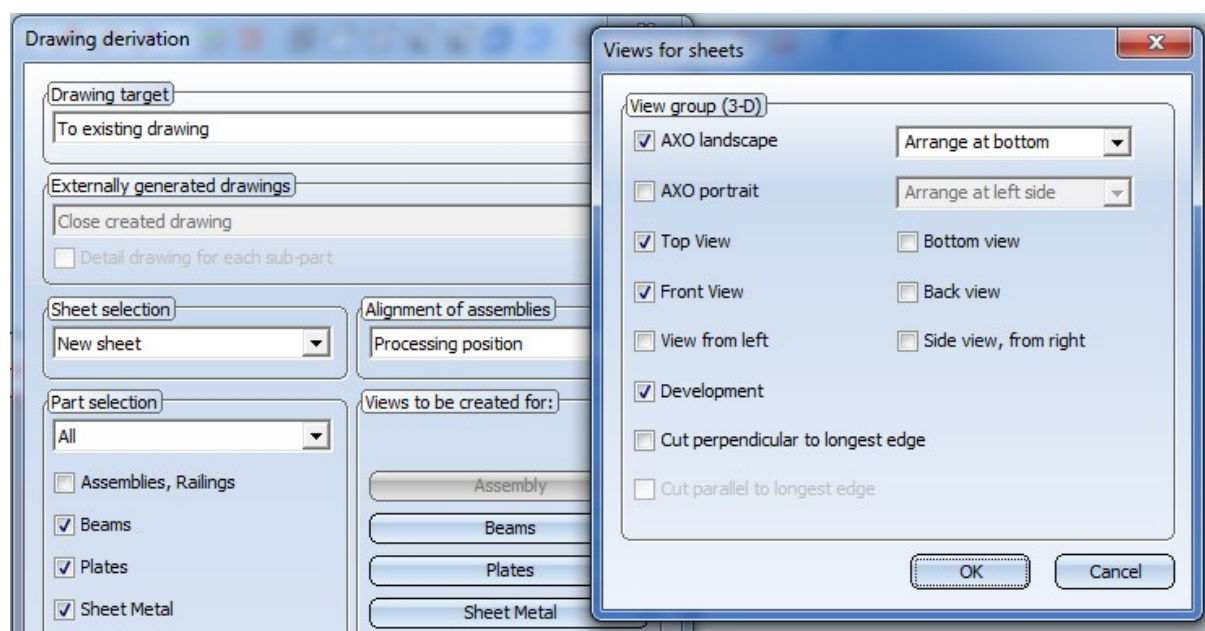 Drawing derivation
Drawing target
To existing drawing
Externally generated drawings
Close created drawing
Detail drawing for each sub-part
Sheet selection
New sheet
Alignment of assemblies
Processing position
Part selection
All
Assemblies, Railings
Beams
Plates
Sheet Metal
Views to be created for:
Assembly
Beams
Plates
Sheet Metal
Views for sheets
View group (3-D)
AXO landscape
Arrange at bottom
AXO portrait
Arrange at left side
Top View
Bottom view
Front View
Back view
View from left
Side view, from right
Development
Cut perpendicular to longest edge
Cut parallel to longest edge
OK
Cancel